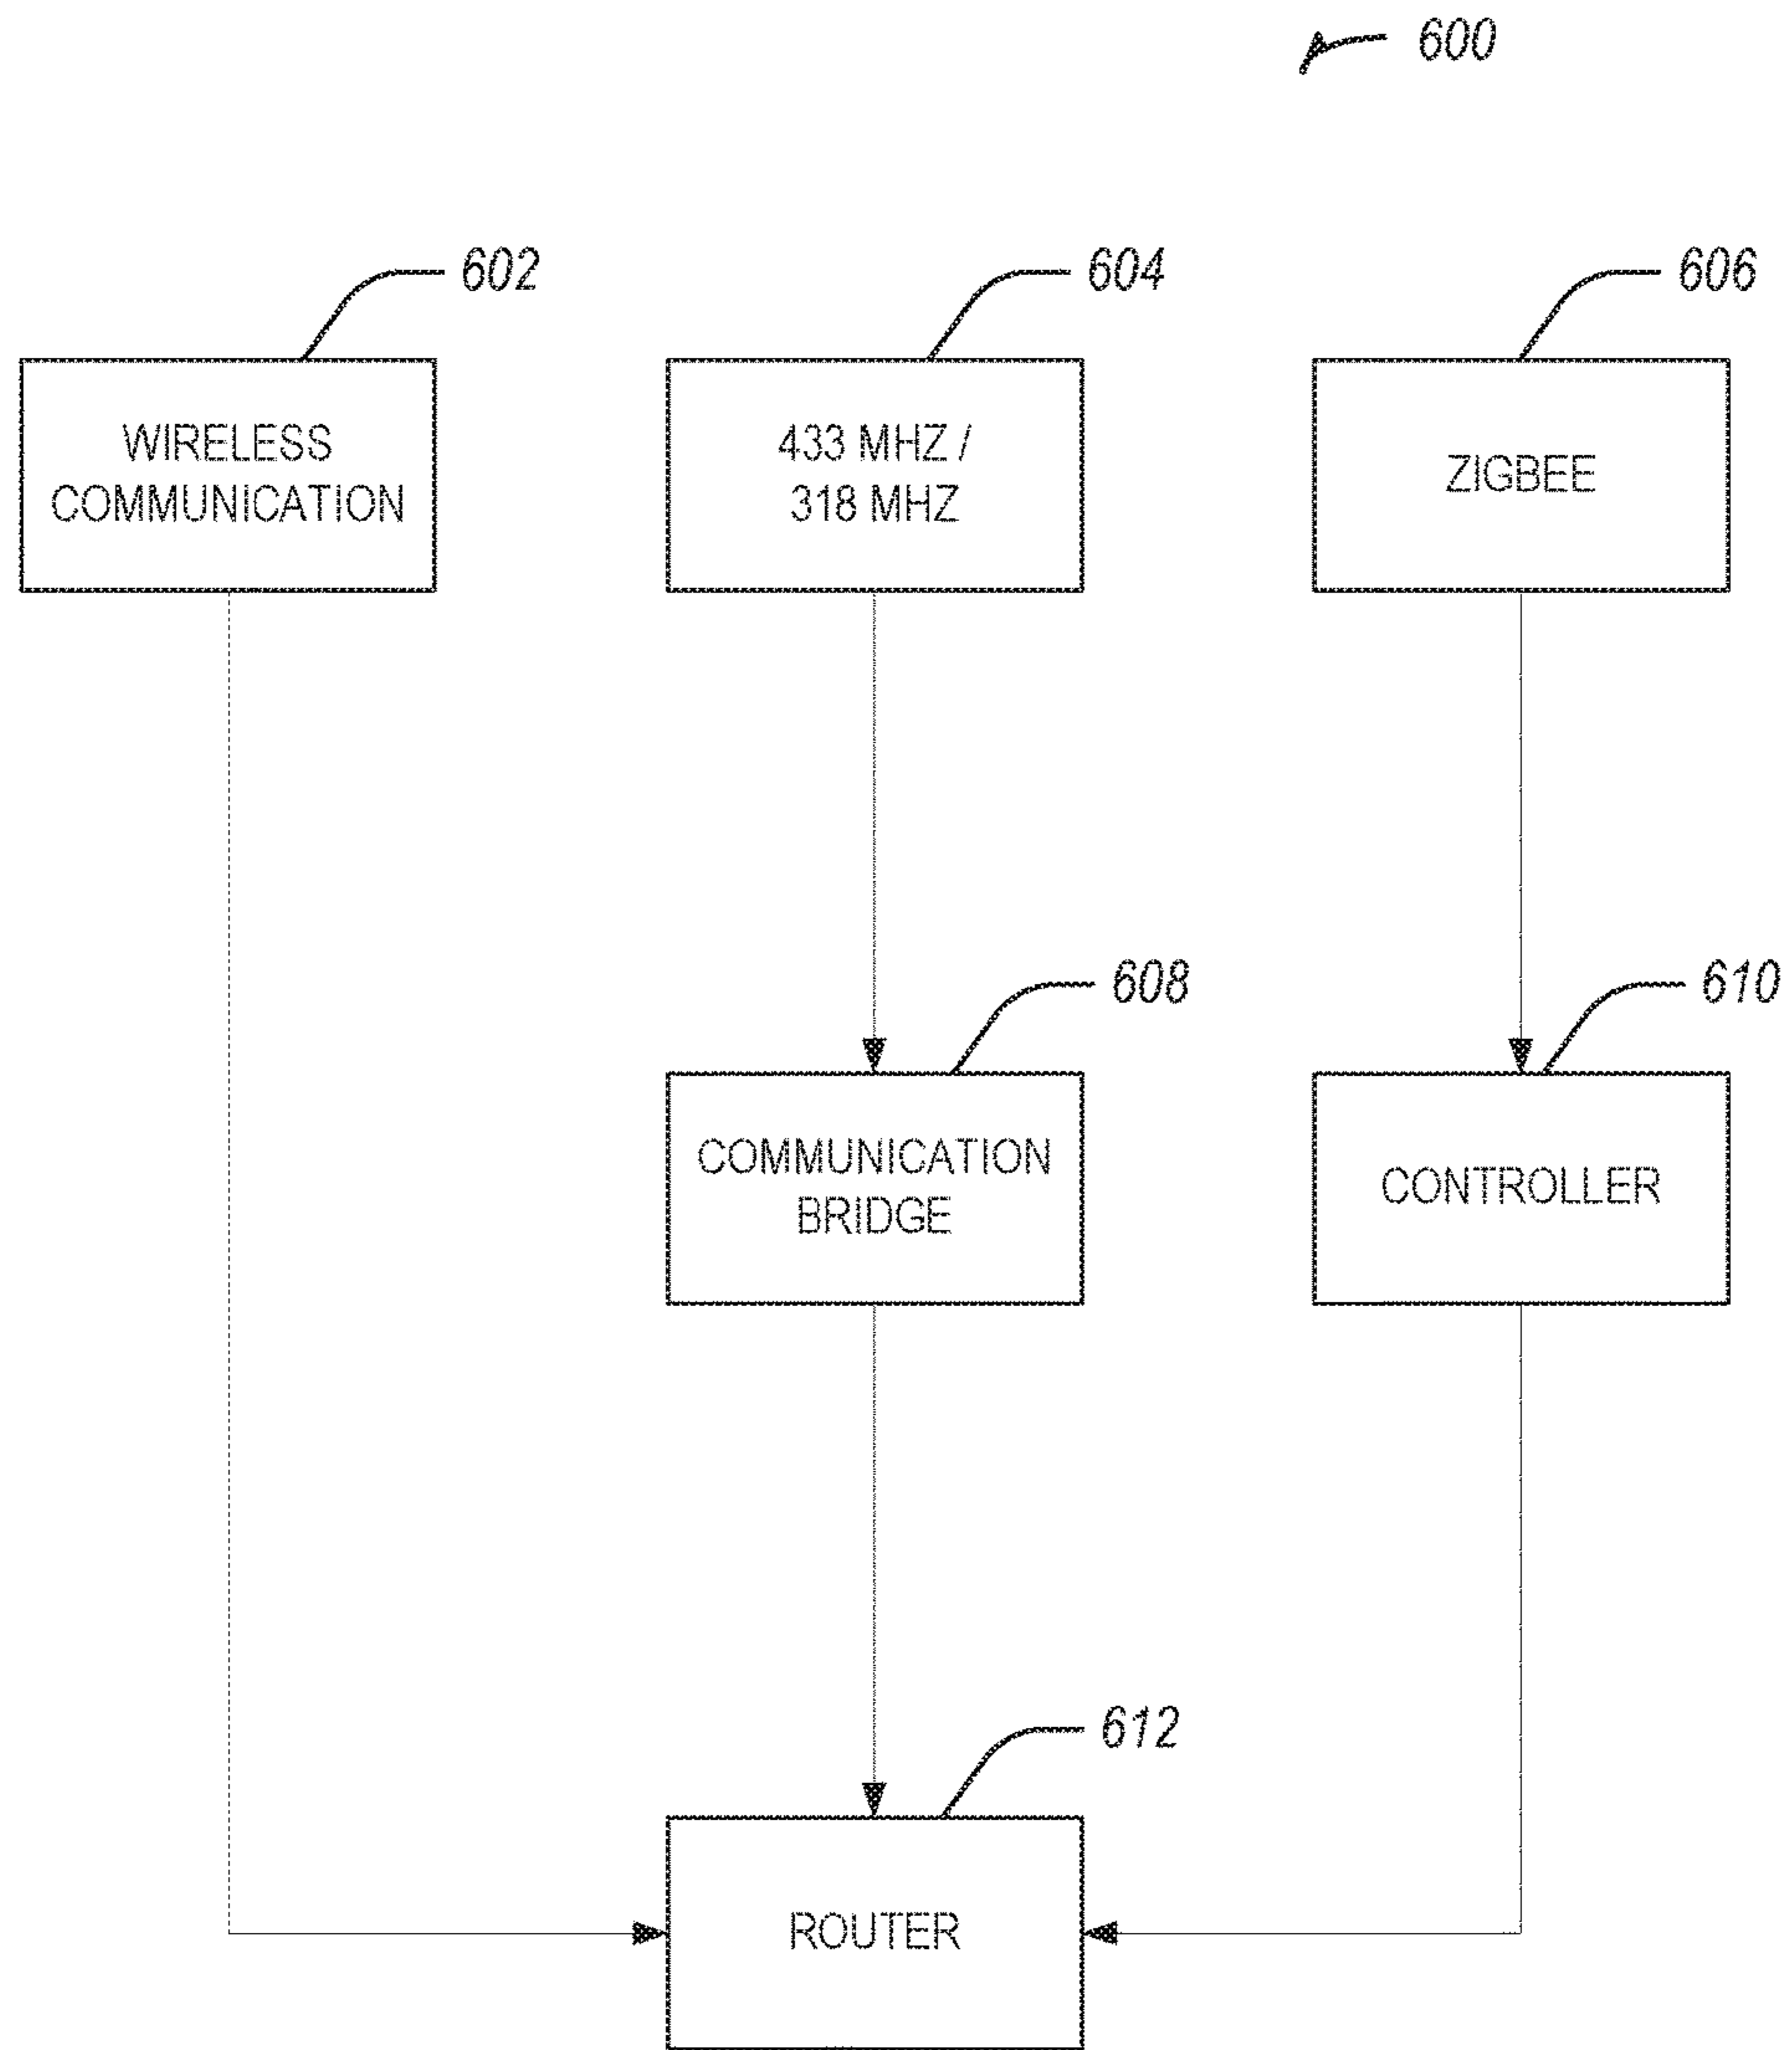 600
602
604
606
WIRELESS
COMMUNICATION
433 MHZ /
318 MHZ
ZIGBEE
608
610
COMMUNICATION
BRIDGE
CONTROLLER
612
ROUTER